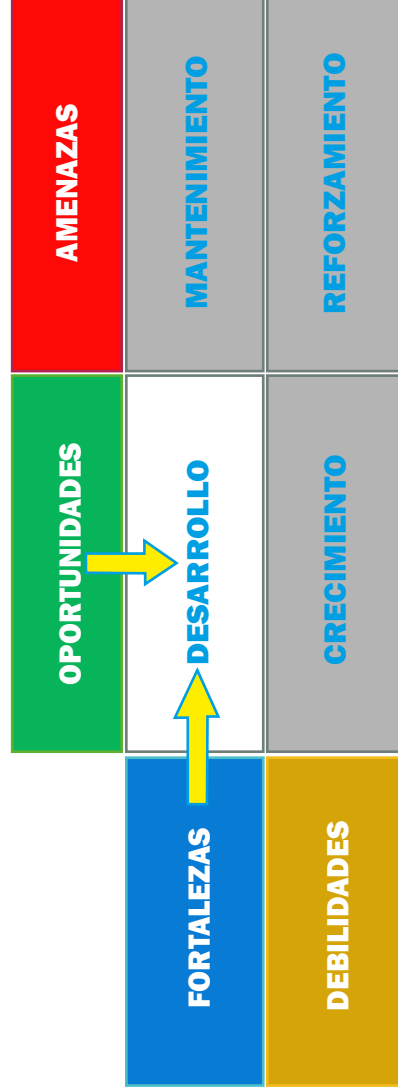 OPORTUNIDADES
AMENAZAS
FORTALEZAS
DESARROLLO
MANTENIMIENTO
DEBILIDADES
CRECIMIENTO
REFORZAMIENTO